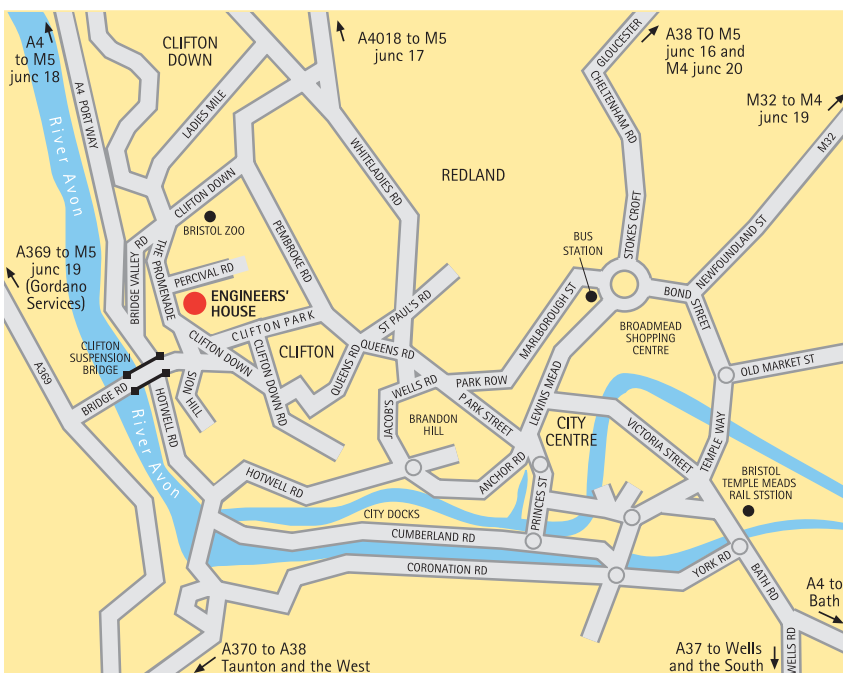 A4
to M5
junc 18
CLIFTON
DOWN
A4018 to M5
junc 17
A38 TO M5
junc 16 and
M4 junc 20
GLOUCESTER
CHELTENHAM RD
M32 to M4
junc 19
M32
A4 PORT WAY
LADIES MILE
River Avon
WHITELADIES RD
REDLAND
STOKES CROFT
NEWFOUNDLAND ST
CLIFTON DOWN
BRISTOL ZOO
PEMBROKE RD
BUS
STATION
A369 to M5
junc 19
(Gordano
Services)
BRIDGE VALLEY RD
THE PROMENADE
PERCIVAL RD
ENGINEERS'
HOUSE
ST PAUL'S RD
MARLBOROUGH ST
BOND STREET
BROADMEAD
SHOPPING
CENTRE
CLIFTON
SUSPENSION
BRIDGE
CLIFTON PARK
CLIFTON DOWN
CLIFTON
QUEENS RD
QUEENS RD
OLD MARKET ST
A369
BRIDGE RD
HOTWELL RD
NOIS
HILL
CLIFTON DOWN RD
JACOB'S
WELLS RD
PARK ROW
PARK STREET
LEWINS MEAD
BRANDON
HILL
CITY
CENTRE
VICTORIA STREET
TEMPLE WAY
River Avon
HOTWELL RD
ANCHOR RD
PRINCES ST
BRISTOL
TEMPLE MEADS
RAIL STSTION
CITY DOCKS
CUMBERLAND RD
CORONATION RD
YORK RD
BATH RD
A4 to
Bath
A370 to A38
Taunton and the West
A37 to Wells
and the South
WELLS RD